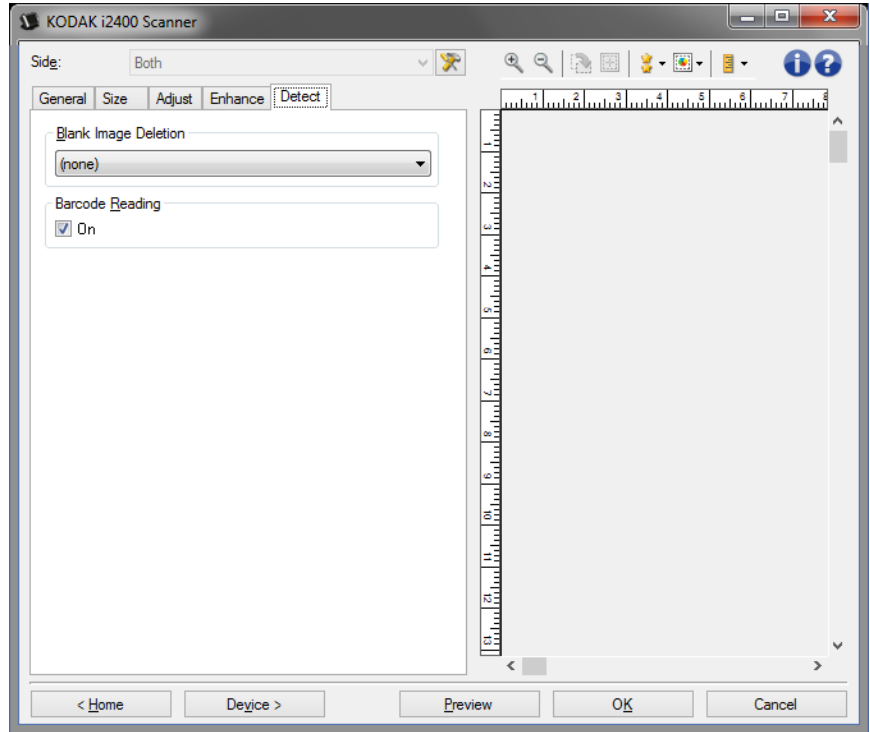 KODAK i2400 Scanner
Side: Both
General Size Adjust Enhance Detect
Blank Image Deletion
(none)
Barcode Reading
On
1 2 3 4 5 6 7 8
1
2
3
4
5
6
7
8
9
10
11
12
13
< Home Device > Preview OK Cancel